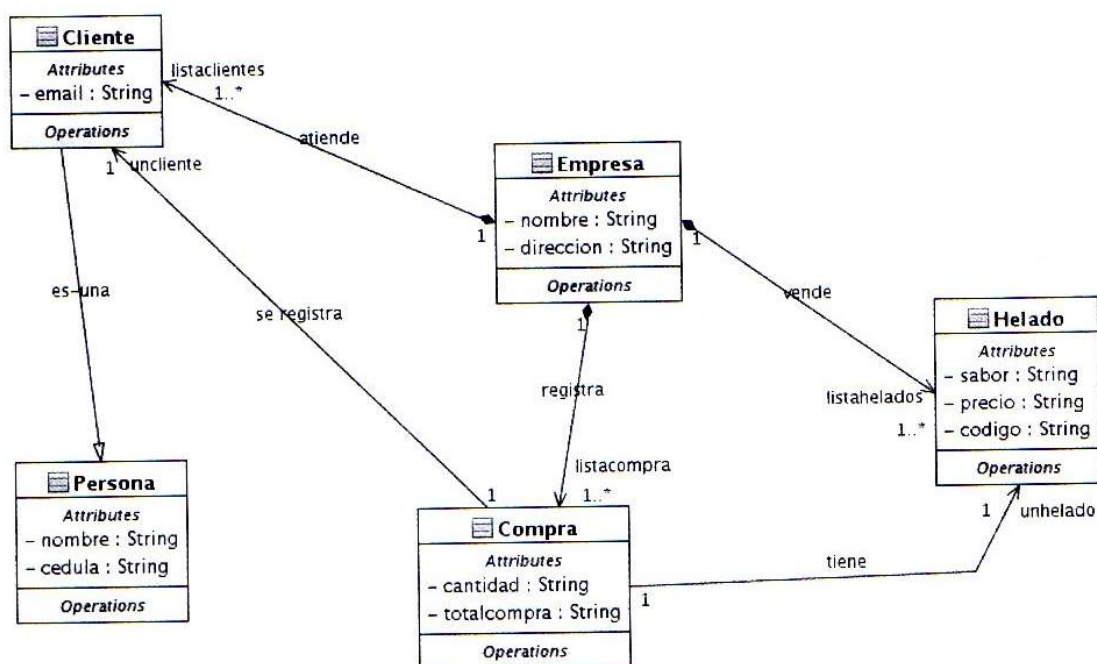 Cliente
Attributes
– email : String
Operations
listaclientes
1..*
atiende
1
1
uncliente
Empresa
Attributes
– nombre : String
– direccion : String
Operations
1
1
es-una
se registra
vende
registra
Helado
Attributes
– sabor : String
– precio : String
– codigo : String
Operations
listahelados
1..*
listacompra
1..*
Persona
Attributes
– nombre : String
– cedula : String
Operations
1
Compra
Attributes
– cantidad : String
– totalcompra : String
Operations
1
unhelado
tiene
1